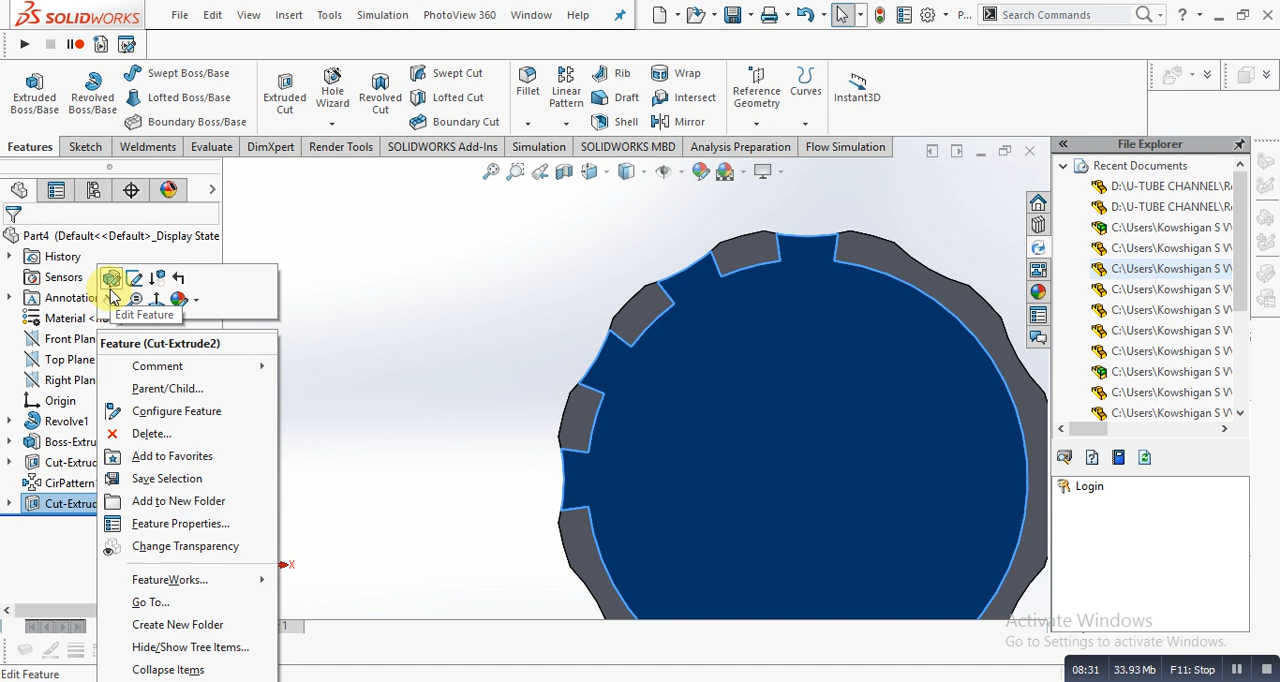 SOLIDWORKS
File Edit View Insert Tools Simulation PhotoView 360 Window Help
P... Search Commands
Extruded Boss/Base
Revolved Boss/Base
Swept Boss/Base
Lofted Boss/Base
Boundary Boss/Base
Extruded Cut
Hole Wizard
Revolved Cut
Swept Cut
Lofted Cut
Boundary Cut
Fillet
Linear Pattern
Rib
Draft
Shell
Wrap
Intersect
Mirror
Reference Geometry
Curves
Instant3D
Features Sketch Weldments Evaluate DimXpert Render Tools SOLIDWORKS Add-Ins Simulation SOLIDWORKS MBD Analysis Preparation Flow Simulation
Part4 (Default<<Default>_Display State
History
Sensors
Annotation
Material <n
Front Plan
Top Plane
Right Plan
Origin
Revolve1
Boss-Extru
Cut-Extrud
CirPattern
Cut-Extrud
Edit Feature
Feature (Cut-Extrude2)
Comment
Parent/Child...
Configure Feature
Delete...
Add to Favorites
Save Selection
Add to New Folder
Feature Properties...
Change Transparency
FeatureWorks...
Go To...
Create New Folder
Hide/Show Tree Items...
Collapse Items
X
1
File Explorer
Recent Documents
D:\U-TUBE CHANNEL\R
D:\U-TUBE CHANNEL\R
C:\Users\Kowshigan S V
C:\Users\Kowshigan S V
C:\Users\Kowshigan S V
C:\Users\Kowshigan S V
C:\Users\Kowshigan S V
C:\Users\Kowshigan S V
C:\Users\Kowshigan S V
C:\Users\Kowshigan S V
C:\Users\Kowshigan S V
C:\Users\Kowshigan S V
Login
Activate Windows
Go to Settings to activate Windows.
Edit Feature
08:31 33.93 MB F11: Stop